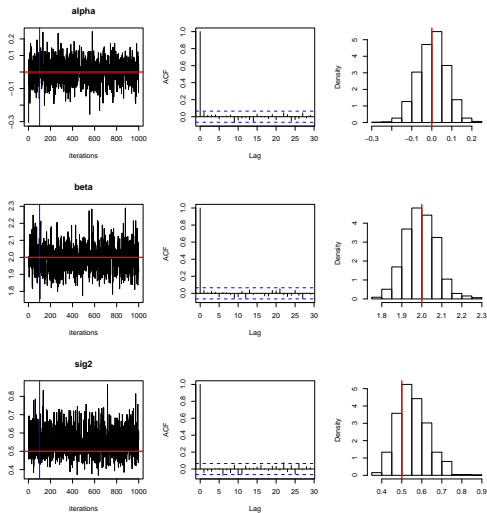 alpha
−0.3 −0.1 0.1 0.2
0 200 400 600 800 1000
iterations
ACF
0.0 0.2 0.4 0.6 0.8 1.0
0 5 10 15 20 25 30
Lag
Density
0 1 2 3 4 5
−0.3 −0.1 0.0 0.1 0.2
beta
1.8 1.9 2.0 2.1 2.2 2.3
0 200 400 600 800 1000
iterations
ACF
0.0 0.2 0.4 0.6 0.8 1.0
0 5 10 15 20 25 30
Lag
Density
0 1 2 3 4
1.8 1.9 2.0 2.1 2.2 2.3
sig2
0.4 0.5 0.6 0.7 0.8
0 200 400 600 800 1000
iterations
ACF
0.0 0.2 0.4 0.6 0.8 1.0
0 5 10 15 20 25 30
Lag
Density
0 1 2 3 4 5
0.4 0.5 0.6 0.7 0.8 0.9